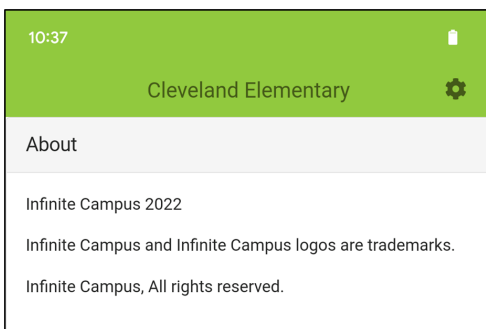 10:37
Cleveland Elementary
About
Infinite Campus 2022
Infinite Campus and Infinite Campus logos are trademarks.
Infinite Campus, All rights reserved.